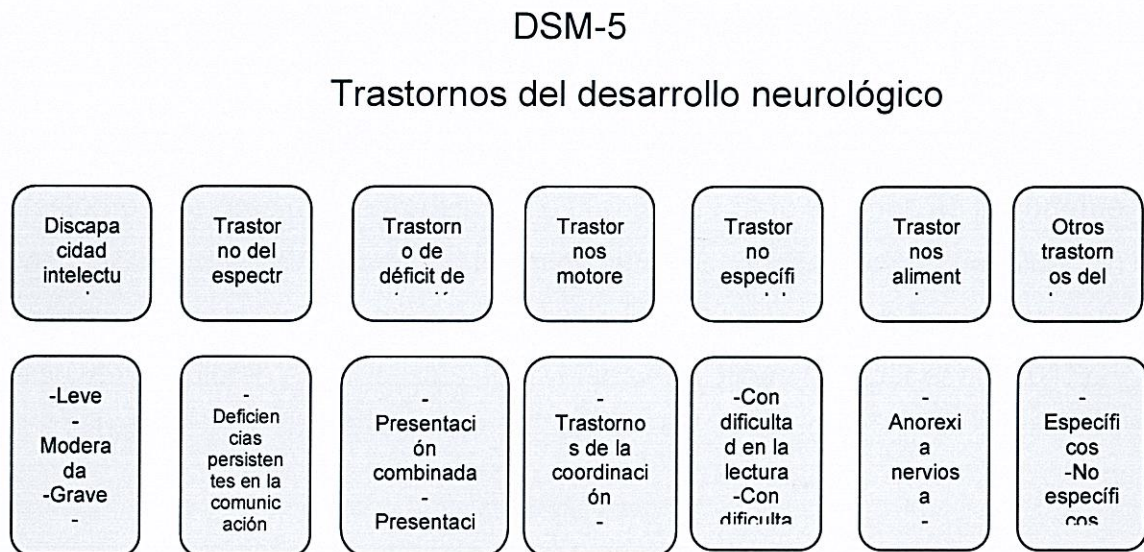 DSM-5
Trastornos del desarrollo neurológico
Discapa
cidad
intelectu
Trastor
no del
espectr
Trastorn
o de
déficit de
Trastor
nos
motore
Trastor
no
específi
Trastor
nos
aliment
Otros
trastorn
os del
-Leve
-
Modera
da
-Grave
-
-
Deficien
cias
persisten
tes en la
comunic
ación
-
Presentaci
ón
combinada
-
Presentaci
-
Trastorno
s de la
coordinaci
ón
-
-Con
dificulta
d en la
lectura
-Con
dificulta
-
Anorexi
a
nervios
a
-
-
Específi
cos
-No
específi
cos